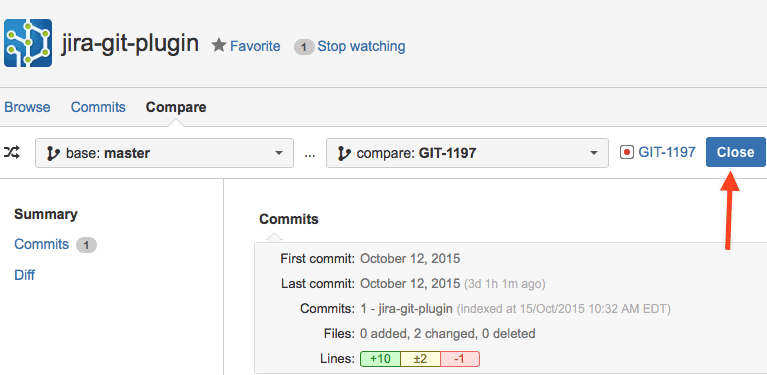 jira-git-plugin
Favorite
1 Stop watching
Browse Commits Compare
base: master ... compare: GIT-1197 GIT-1197 Close
Summary
Commits 1
Diff
Commits
First commit: October 12, 2015
Last commit: October 12, 2015 (3d 1h 1m ago)
Commits: 1 - jira-git-plugin (indexed at 15/Oct/2015 10:32 AM EDT)
Files: 0 added, 2 changed, 0 deleted
Lines: +10 ±2 -1